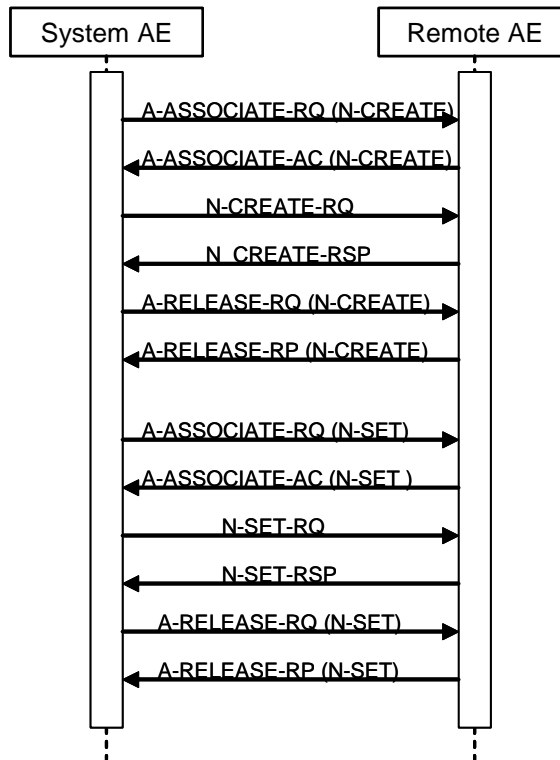 System AE
Remote AE
A-ASSOCIATE-RQ (N-CREATE)
A-ASSOCIATE-AC (N-CREATE)
N-CREATE-RQ
N_CREATE-RSP
A-RELEASE-RQ (N-CREATE)
A-RELEASE-RP (N-CREATE)
A-ASSOCIATE-RQ (N-SET)
A-ASSOCIATE-AC (N-SET )
N-SET-RQ
N-SET-RSP
A-RELEASE-RQ (N-SET)
A-RELEASE-RP (N-SET)